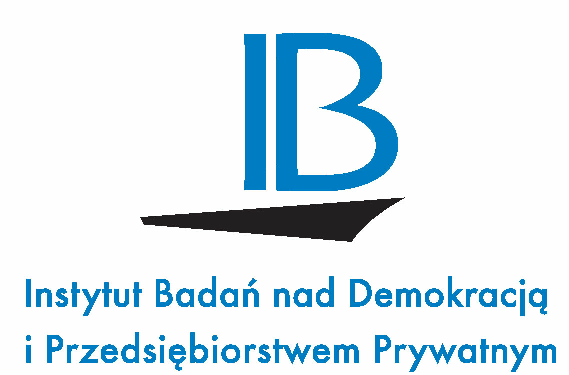 IB
Instytut Badań nad Demokracją
i Przedsiębiorstwem Prywatnym